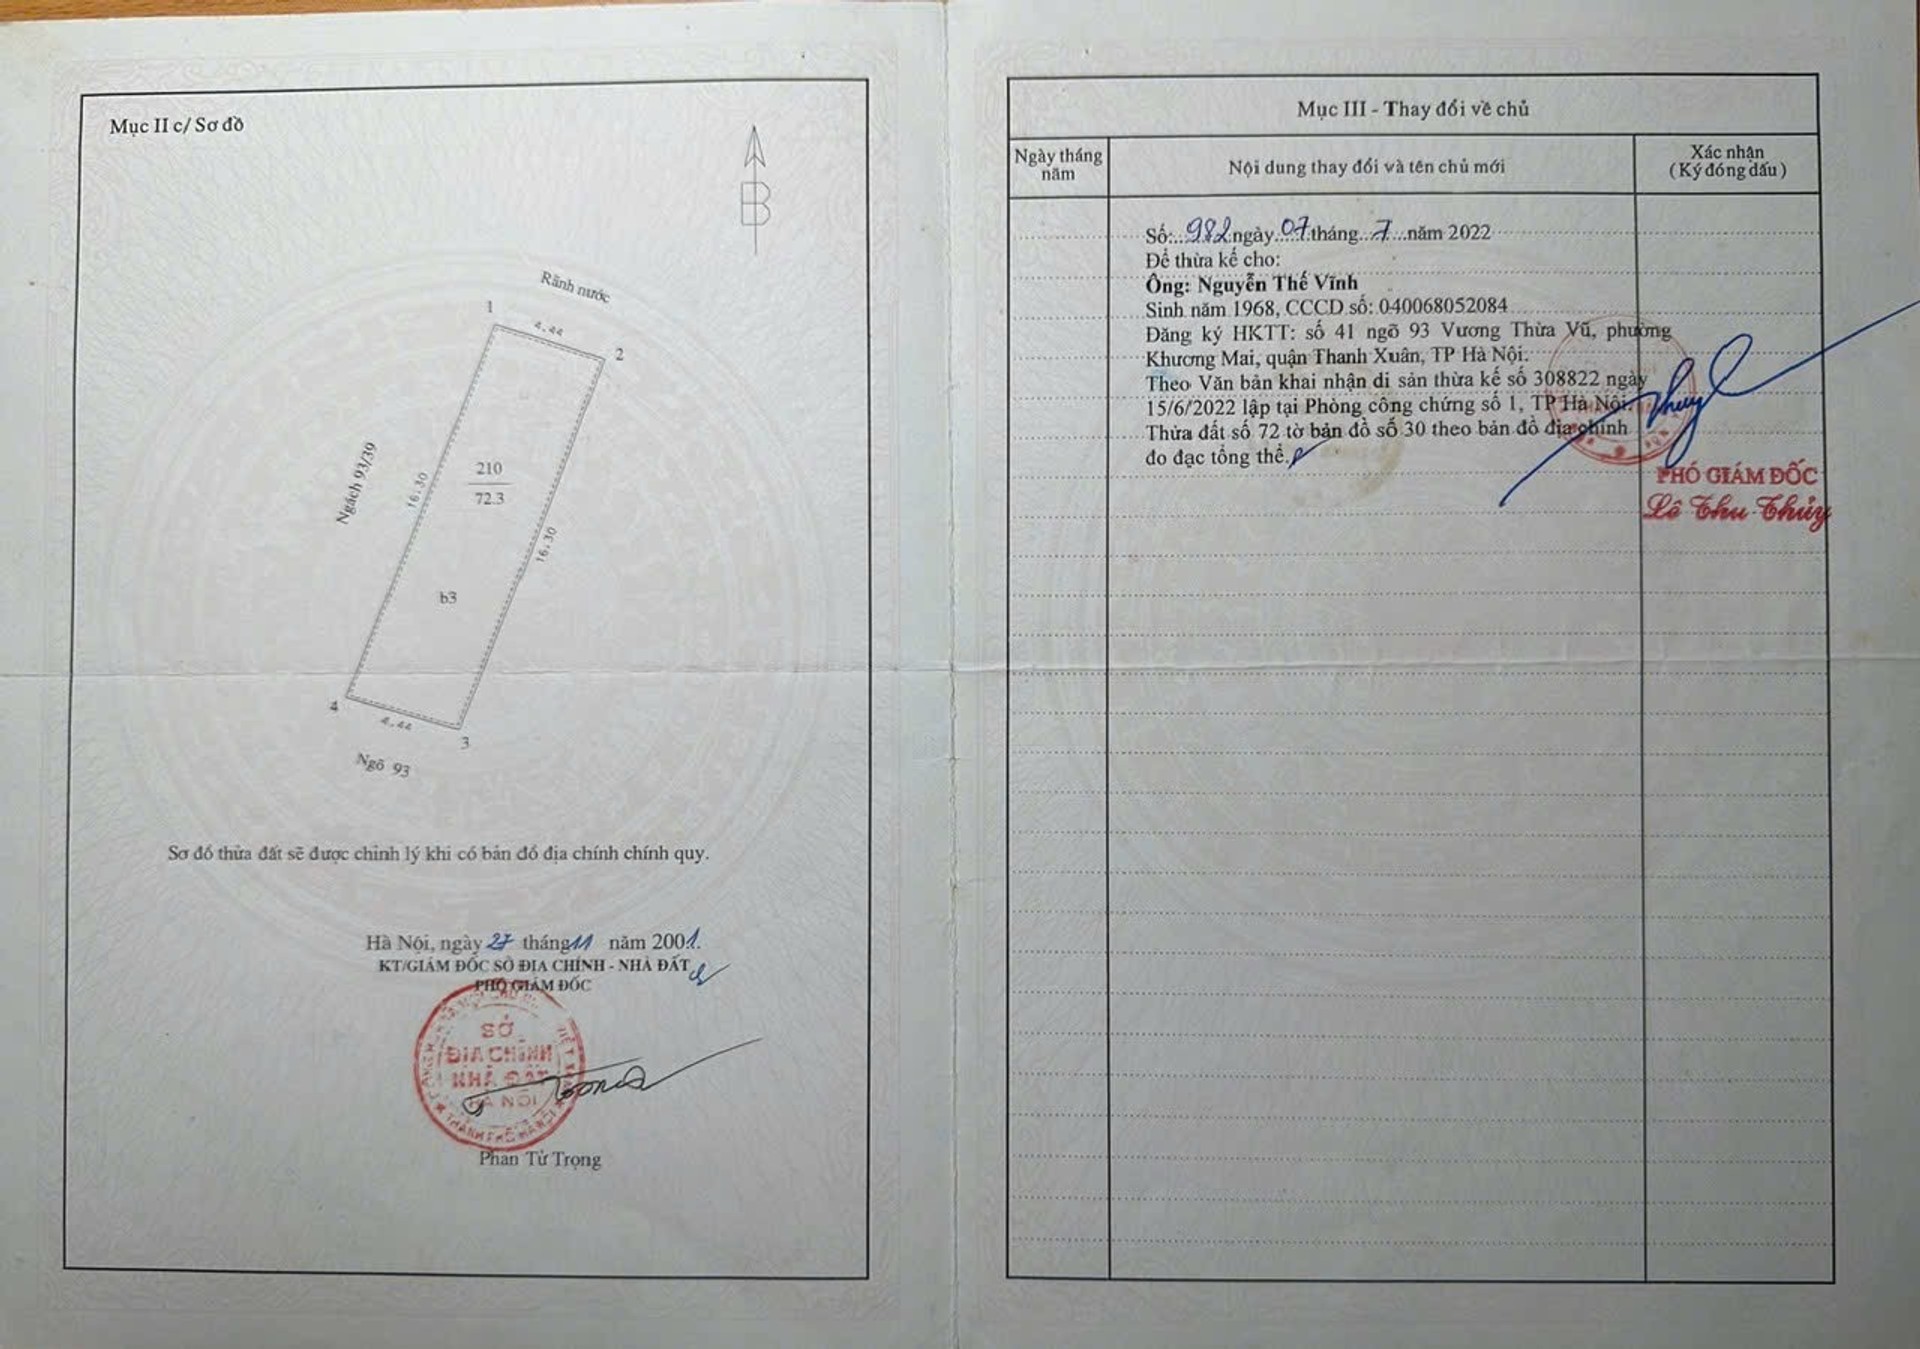 Mục II c/ Sơ đồ
B
Rãnh nước
1
4.44
2
Ngách 93/39
16.30
210
72.3
16.30
b3
4
4.44
3
Ngõ 93
Sơ đồ thửa đất sẽ được chỉnh lý khi có bản đồ địa chính chính quy.
Hà Nội, ngày 27 tháng 11 năm 2001.
KT/GIÁM ĐỐC SỞ ĐỊA CHÍNH - NHÀ ĐẤT
PHÓ GIÁM ĐỐC
SỞ
ĐỊA CHÍNH
NHÀ ĐẤT
HÀ NỘI
THÀNH PHỐ HÀ NỘI
Phan Tử Trọng
Mục III - Thay đổi về chủ
Ngày tháng
năm
Nội dung thay đổi và tên chủ mới
Xác nhận
(Ký đóng dấu)
Số:..982.ngày..07.tháng..7...năm 2022
Để thừa kế cho:
Ông: Nguyễn Thế Vĩnh
Sinh năm 1968, CCCD số: 040068052084
Đăng ký HKTT: số 41 ngõ 93 Vương Thừa Vũ, phường
Khương Mai, quận Thanh Xuân, TP Hà Nội.
Theo Văn bản khai nhận di sản thừa kế số 308822 ngày
15/6/2022 lập tại Phòng công chứng số 1, TP Hà Nội.
Thửa đất số 72 tờ bản đồ số 30 theo bản đồ địa chính
đo đạc tổng thể.
PHÓ GIÁM ĐỐC
Lê Thu Thủy